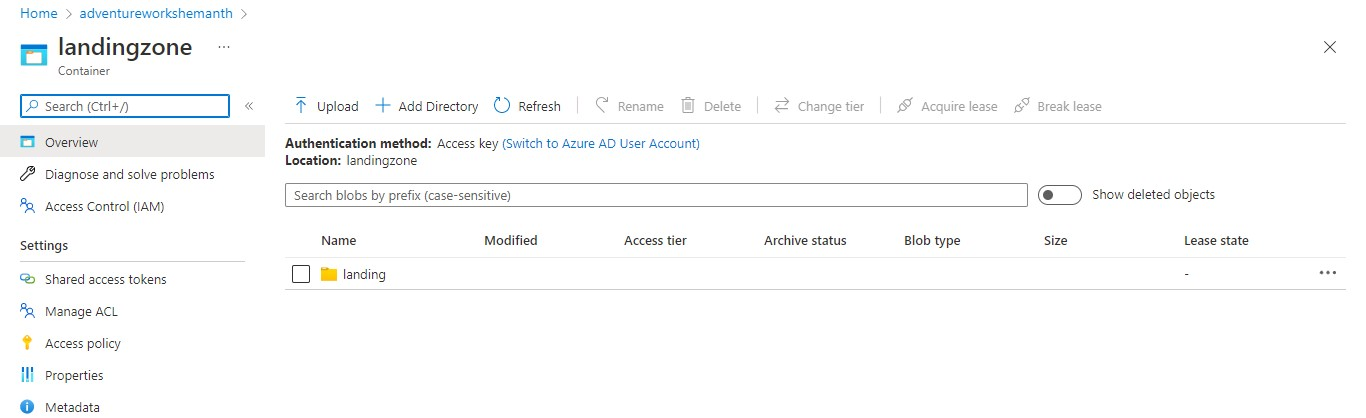 Home > adventureworkshemanth >
landingzone ...
Container
Search (Ctrl+/) «
Overview
Diagnose and solve problems
Access Control (IAM)
Settings
Shared access tokens
Manage ACL
Access policy
Properties
Metadata
Upload Add Directory Refresh Rename Delete Change tier Acquire lease Break lease
Authentication method: Access key (Switch to Azure AD User Account)
Location: landingzone
Search blobs by prefix (case-sensitive) Show deleted objects
Name Modified Access tier Archive status Blob type Size Lease state
landing - ...